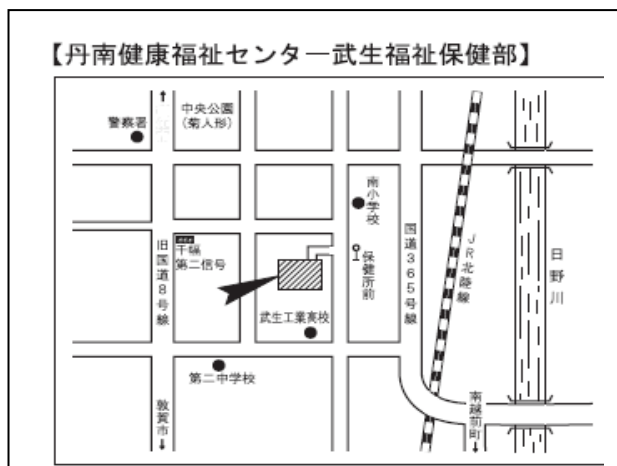 【丹南健康福祉センター武生福祉保健部】
中央公園
(菊人形)
警察署
南小学校
国道365号線
JR北陸線
日野川
旧国道8号線
千幅
第二信号
保健所前
武生工業高校
第二中学校
敦賀市
南越前町